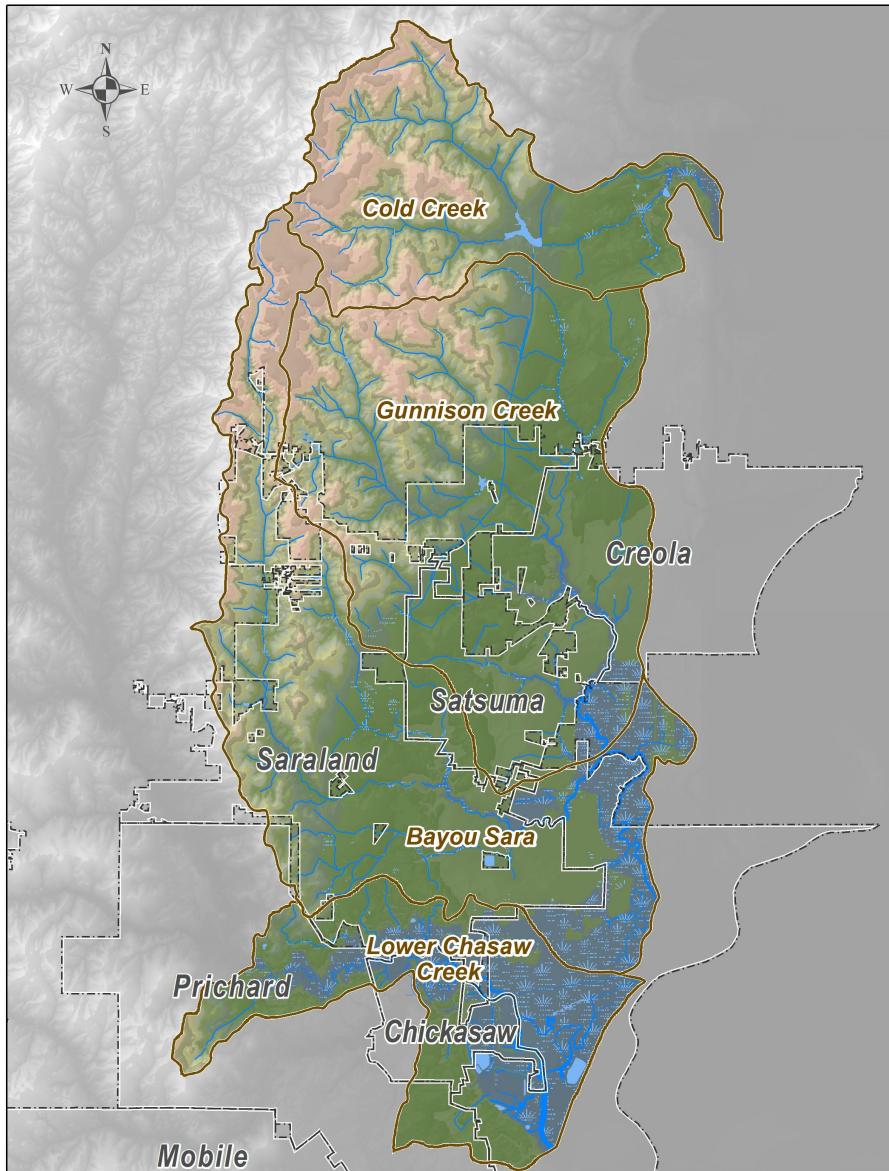 N
W E
S
Cold Creek
Gunnison Creek
Creola
Satsuma
Saraland
Bayou Sara
Lower Chasaw
Creek
Prichard
Chickasaw
Mobile